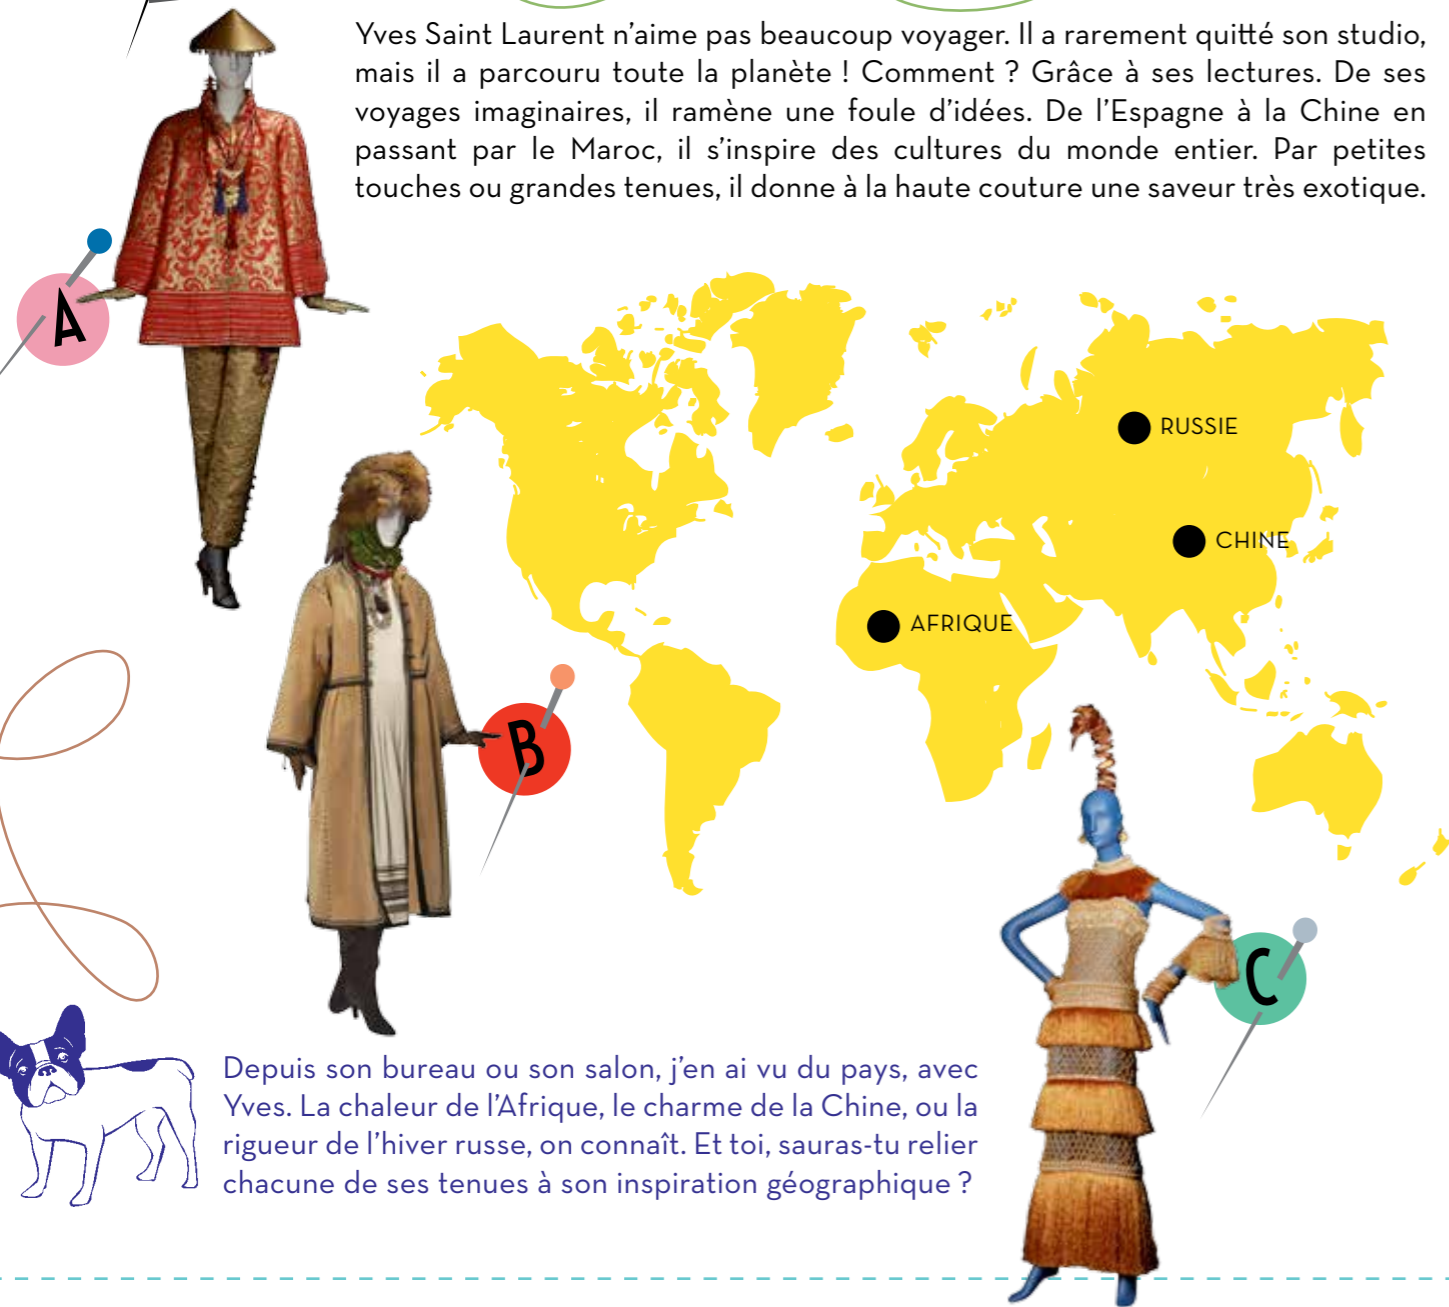 Yves Saint Laurent n’aime pas beaucoup voyager. Il a rarement quitté son studio,
mais il a parcouru toute la planète ! Comment ? Grâce à ses lectures. De ses
voyages imaginaires, il ramène une foule d’idées. De l’Espagne à la Chine en
passant par le Maroc, il s’inspire des cultures du monde entier. Par petites
touches ou grandes tenues, il donne à la haute couture une saveur très exotique.
A
RUSSIE
CHINE
AFRIQUE
B
C
Depuis son bureau ou son salon, j’en ai vu du pays, avec
Yves. La chaleur de l’Afrique, le charme de la Chine, ou la
rigueur de l’hiver russe, on connaît. Et toi, sauras-tu relier
chacune de ses tenues à son inspiration géographique ?